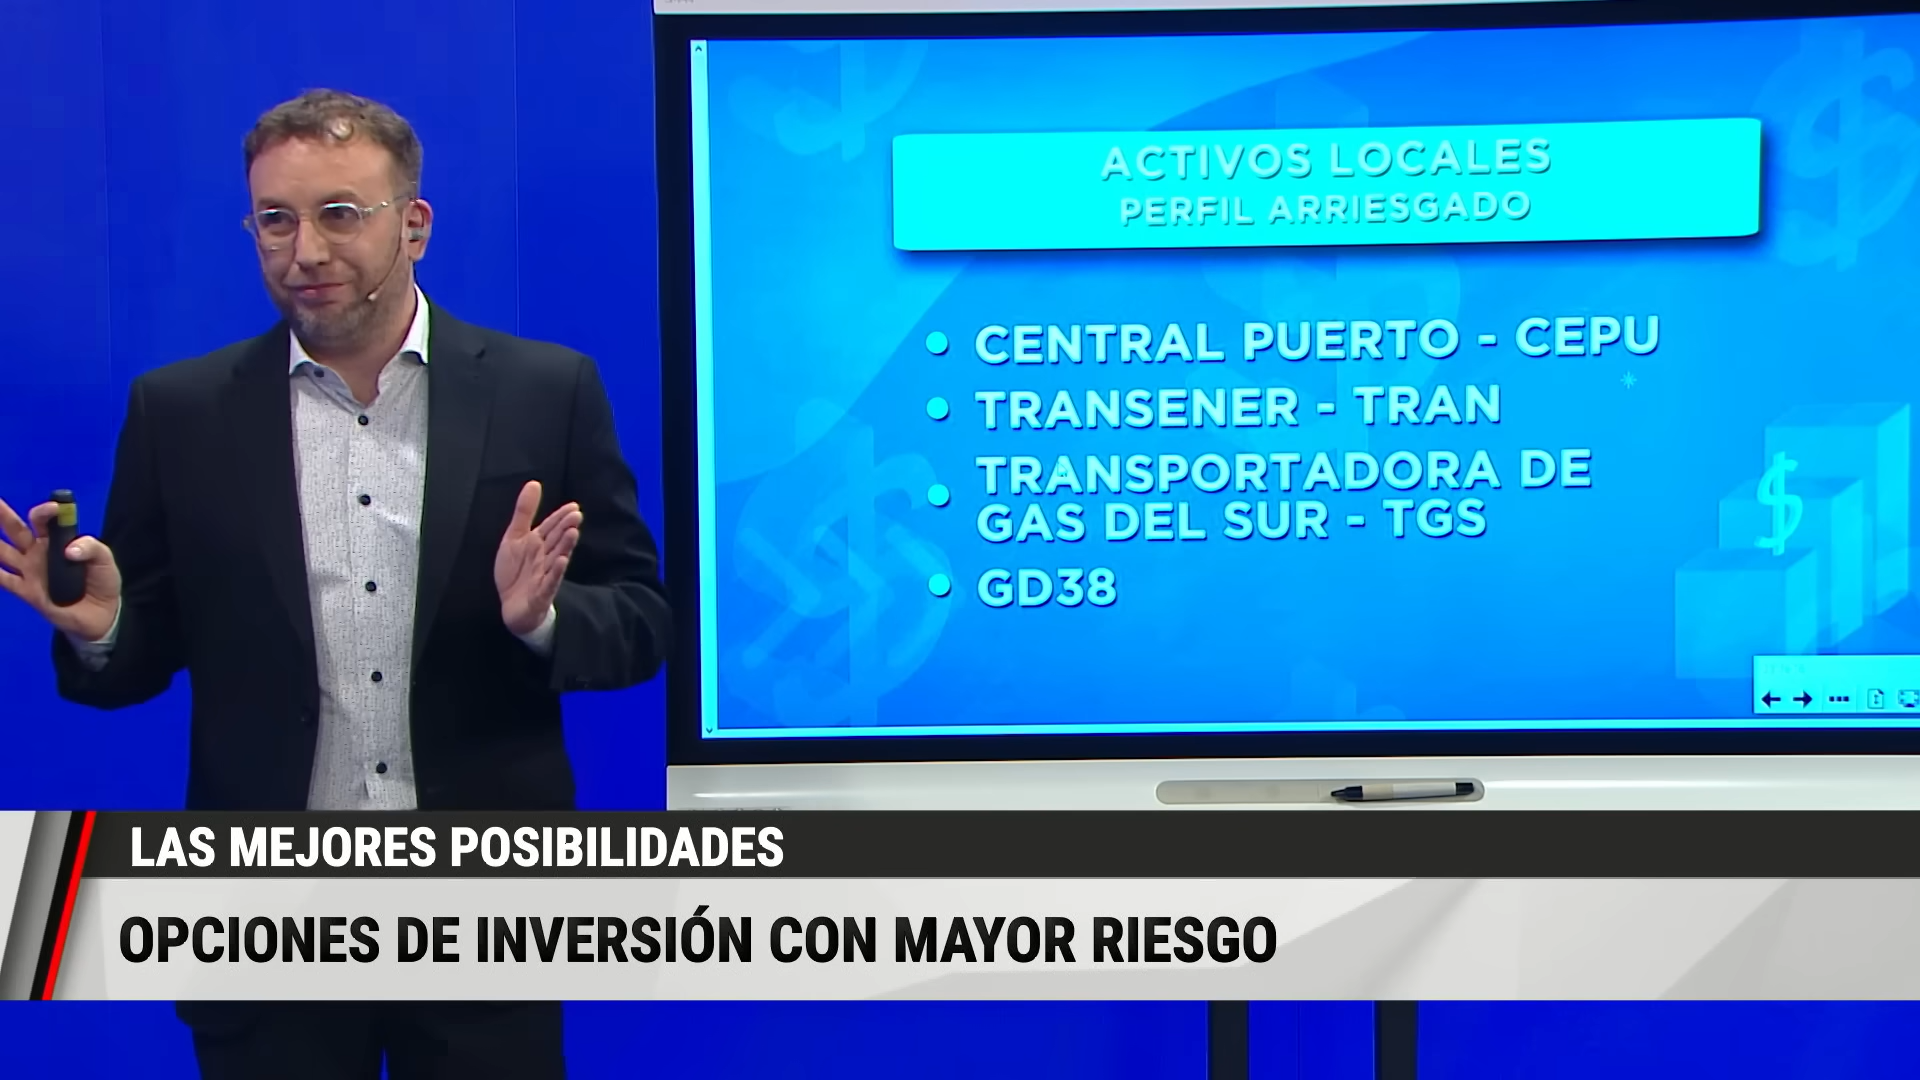 ACTIVOS LOCALES
PERFIL ARRIESGADO
CENTRAL PUERTO - CEPU
TRANSENER - TRAN
TRANSPORTADORA DE
GAS DEL SUR - TGS
GD38
LAS MEJORES POSIBILIDADES
OPCIONES DE INVERSIÓN CON MAYOR RIESGO